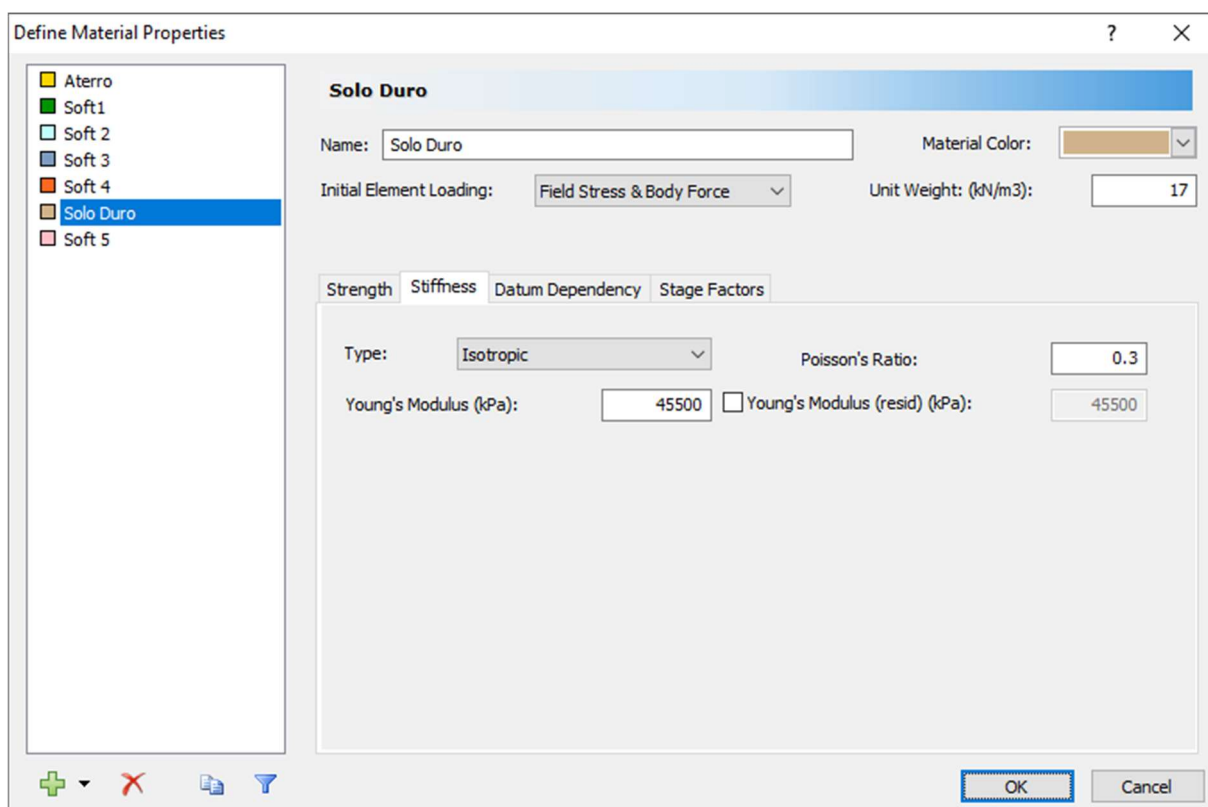 Define Material Properties ?
Aterro
Soft1
Soft 2
Soft 3
Soft 4
Solo Duro
Soft 5
Solo Duro
Name: Solo Duro Material Color:
Initial Element Loading: Field Stress & Body Force Unit Weight: (kN/m3): 17
Strength Stiffness Datum Dependency Stage Factors
Type: Isotropic Poisson's Ratio: 0.3
Young's Modulus (kPa): 45500 Young's Modulus (resid) (kPa): 45500
OK Cancel